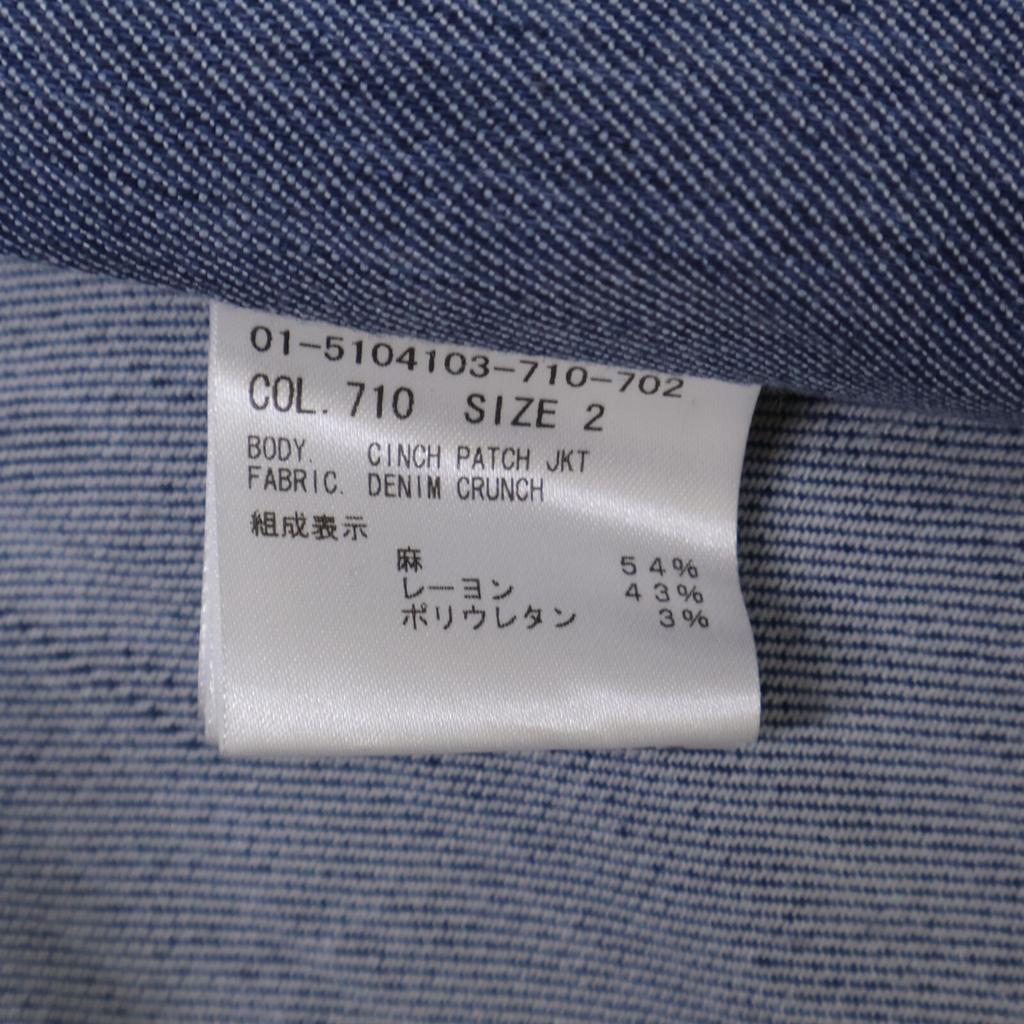 01-5104103-710-702
COL. 710 SIZE 2
BODY. CINCH PATCH JKT
FABRIC. DENIM CRUNCH
組成表示
麻 54%
レーヨン 43%
ポリウレタン 3%